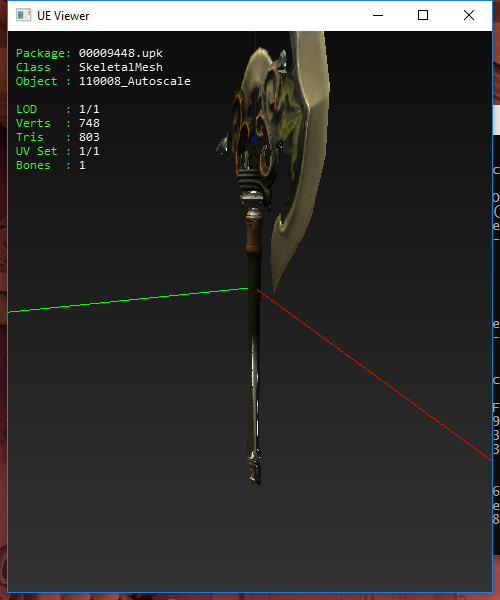 UE Viewer
Package: 00009448.upk
Class : SkeletalMesh
Object : 110008_Autoscale
LOD : 1/1
Verts : 748
Tris : 803
UV Set : 1/1
Bones : 1